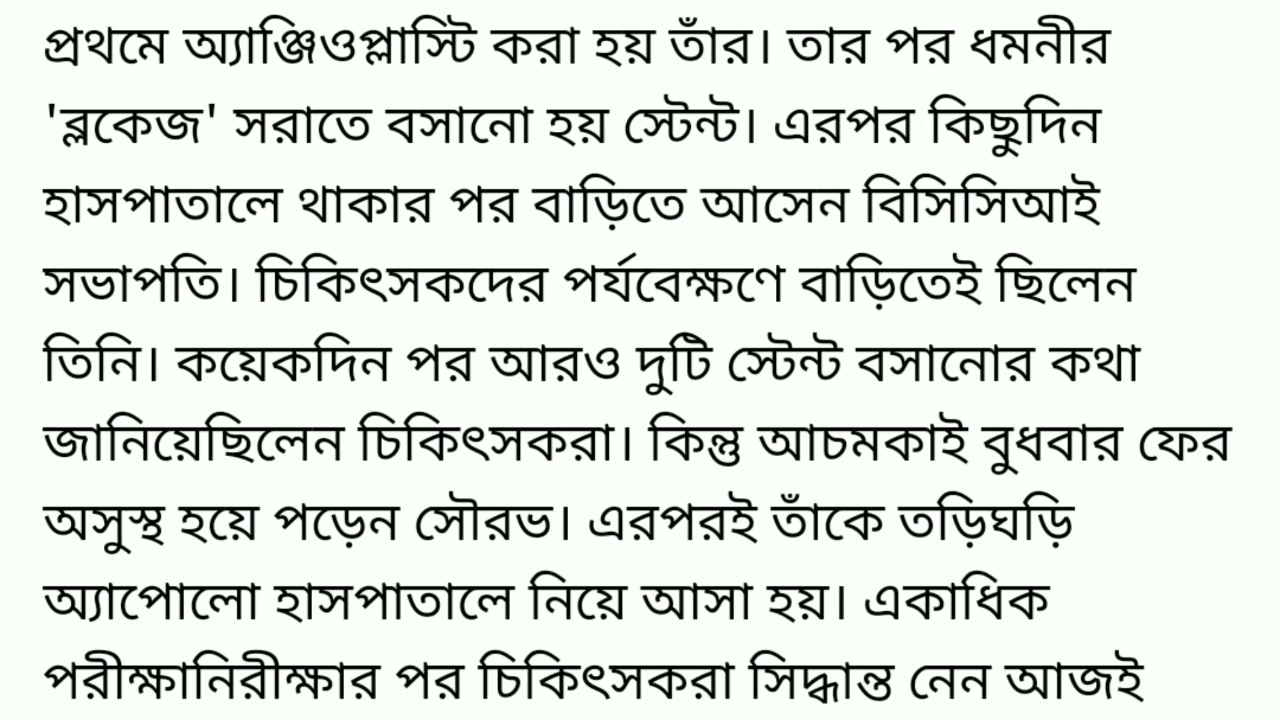 প্রথমে অ্যাঞ্জিওপ্লাস্টি করা হয় তাঁর। তার পর ধমনীর
'ব্লকেজ' সরাতে বসানো হয় স্টেন্ট। এরপর কিছুদিন
হাসপাতালে থাকার পর বাড়িতে আসেন বিসিসিআই
সভাপতি। চিকিৎসকদের পর্যবেক্ষণে বাড়িতেই ছিলেন
তিনি। কয়েকদিন পর আরও দুটি স্টেন্ট বসানোর কথা
জানিয়েছিলেন চিকিৎসকরা। কিন্তু আচমকাই বুধবার ফের
অসুস্থ হয়ে পড়েন সৌরভ। এরপরই তাঁকে তড়িঘড়ি
অ্যাপোলো হাসপাতালে নিয়ে আসা হয়। একাধিক
পরীক্ষানিরীক্ষার পর চিকিৎসকরা সিদ্ধান্ত নেন আজই